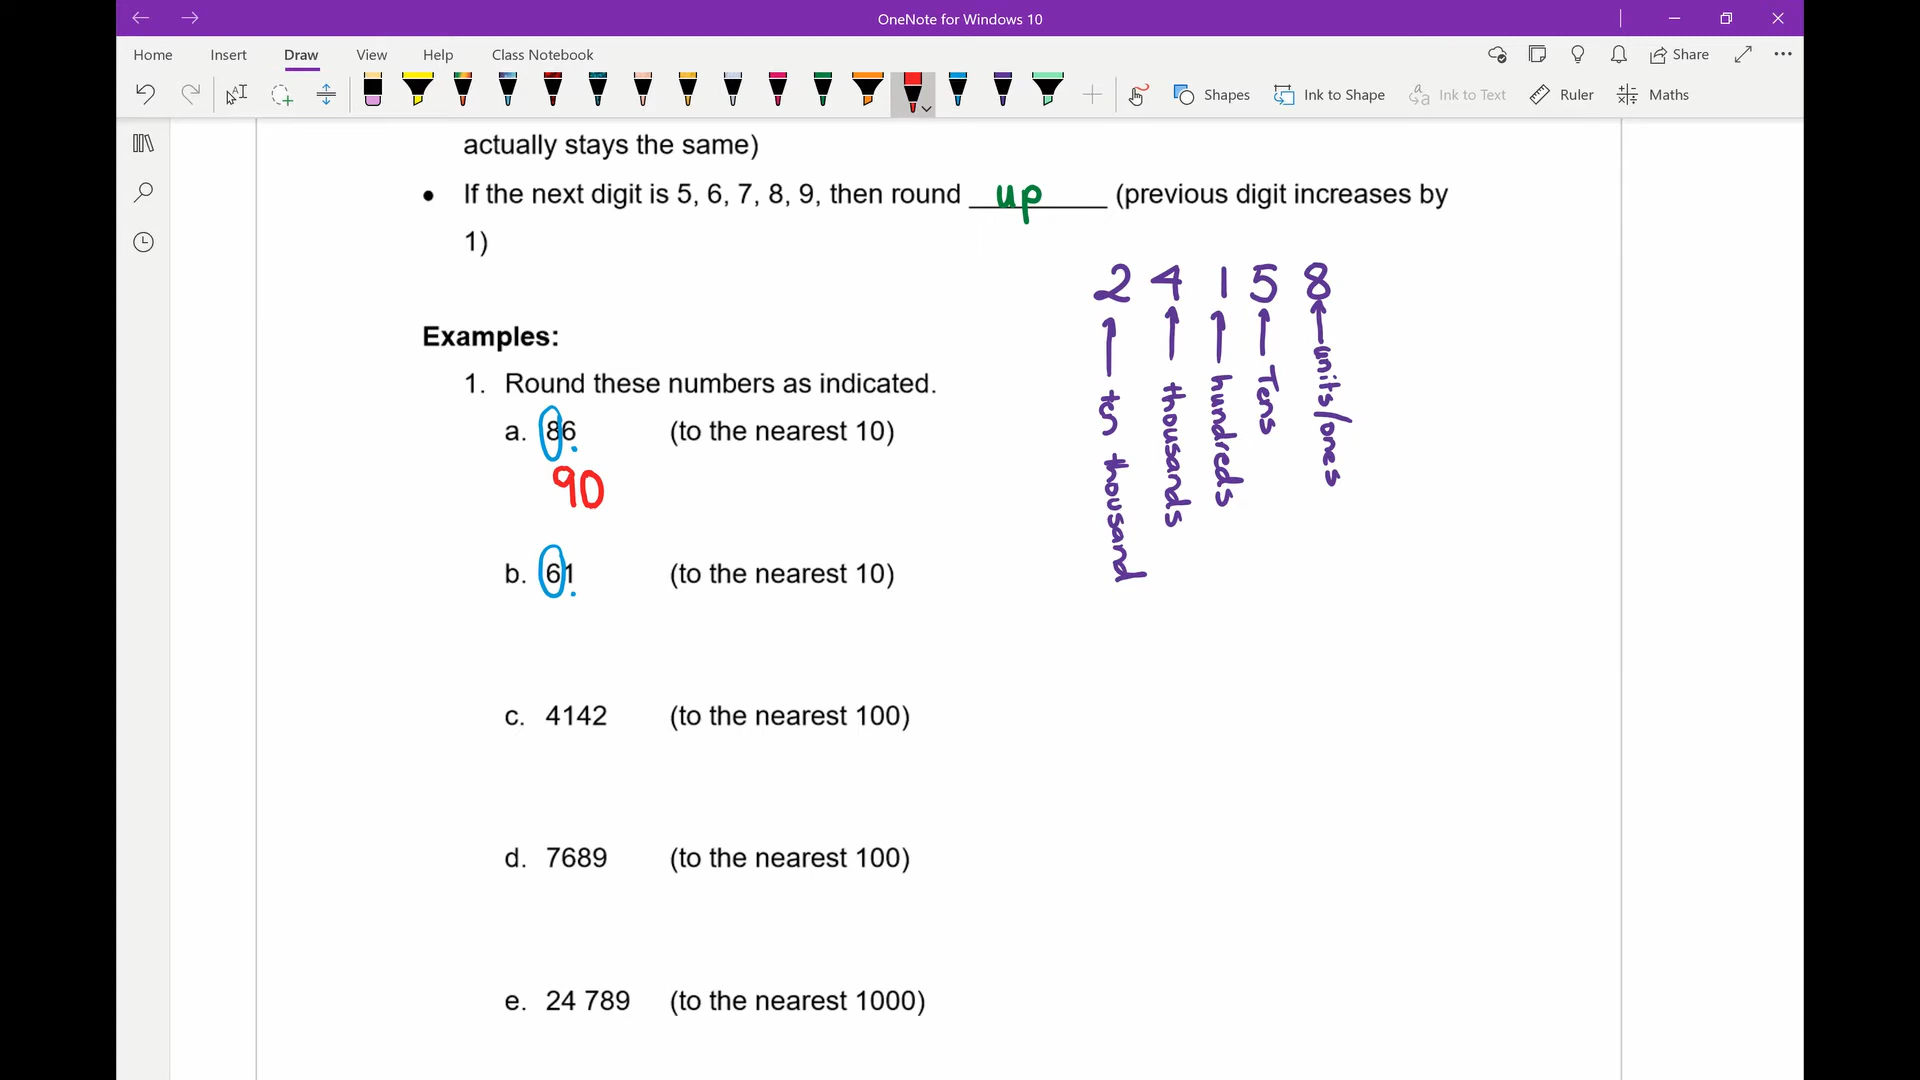 OneNote for Windows 10
Home Insert Draw View Help Class Notebook Share
Shapes Ink to Shape Ink to Text Ruler Maths
actually stays the same)
• If the next digit is 5, 6, 7, 8, 9, then round up (previous digit increases by
1)
2 4 1 5 8
ten thousand
thousands
hundreds
Tens
units/ones
Examples:
1. Round these numbers as indicated.
a. 86 (to the nearest 10)
90
b. 61 (to the nearest 10)
c. 4142 (to the nearest 100)
d. 7689 (to the nearest 100)
e. 24 789 (to the nearest 1000)